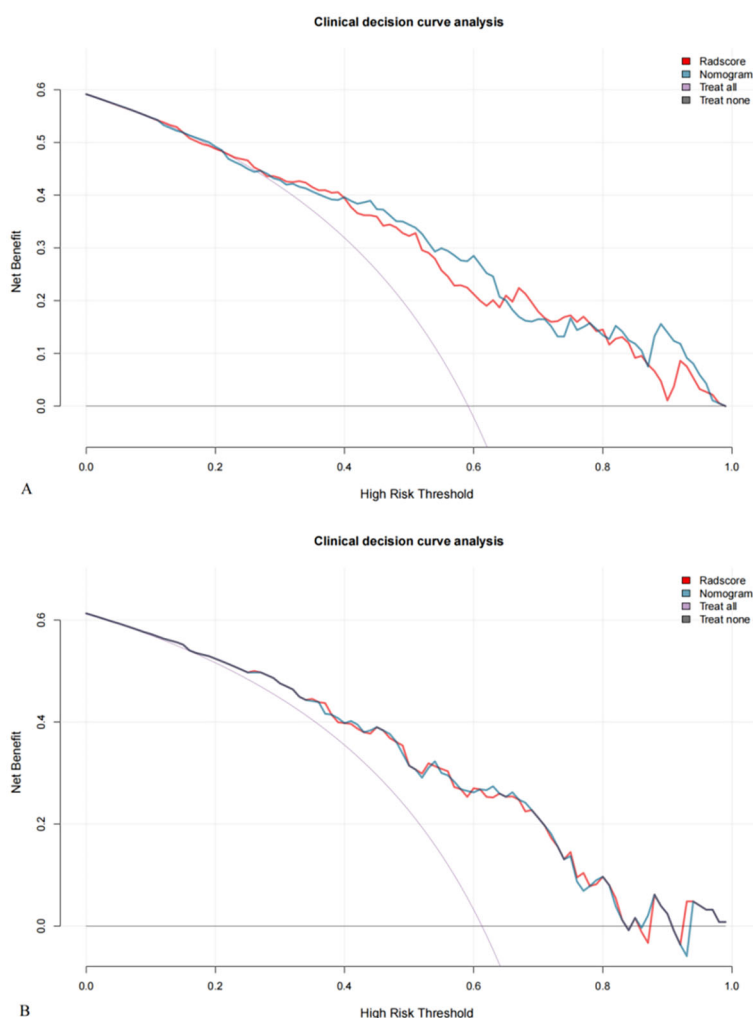 Clinical decision curve analysis
Radscore
Nomogram
Treat all
Treat none
Net Benefit
0.6
0.5
0.4
0.3
0.2
0.1
0.0
0.0 0.2 0.4 0.6 0.8 1.0
High Risk Threshold
A
Clinical decision curve analysis
Radscore
Nomogram
Treat all
Treat none
Net Benefit
0.6
0.4
0.2
0.0
0.0 0.2 0.4 0.6 0.8 1.0
High Risk Threshold
B